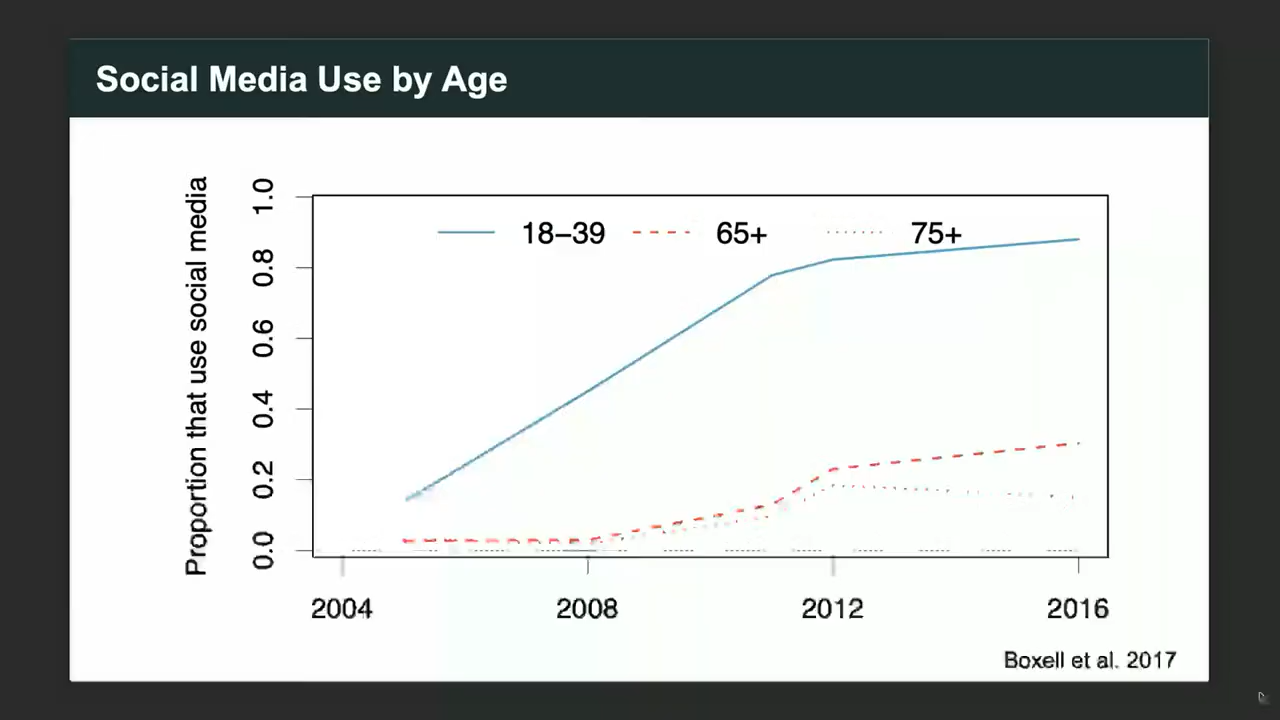 Social Media Use by Age
Proportion that use social media
1.0
0.8
0.6
0.4
0.2
0.0
18–39 65+ 75+
2004 2008 2012 2016
Boxell et al. 2017